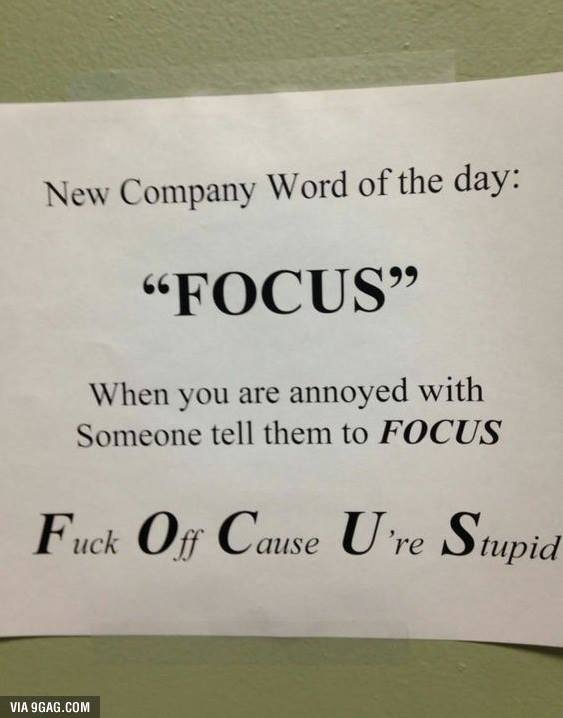 New Company Word of the day:
“FOCUS”
When you are annoyed with
Someone tell them to FOCUS
Fuck Off Cause U're Stupid
VIA 9GAG.COM